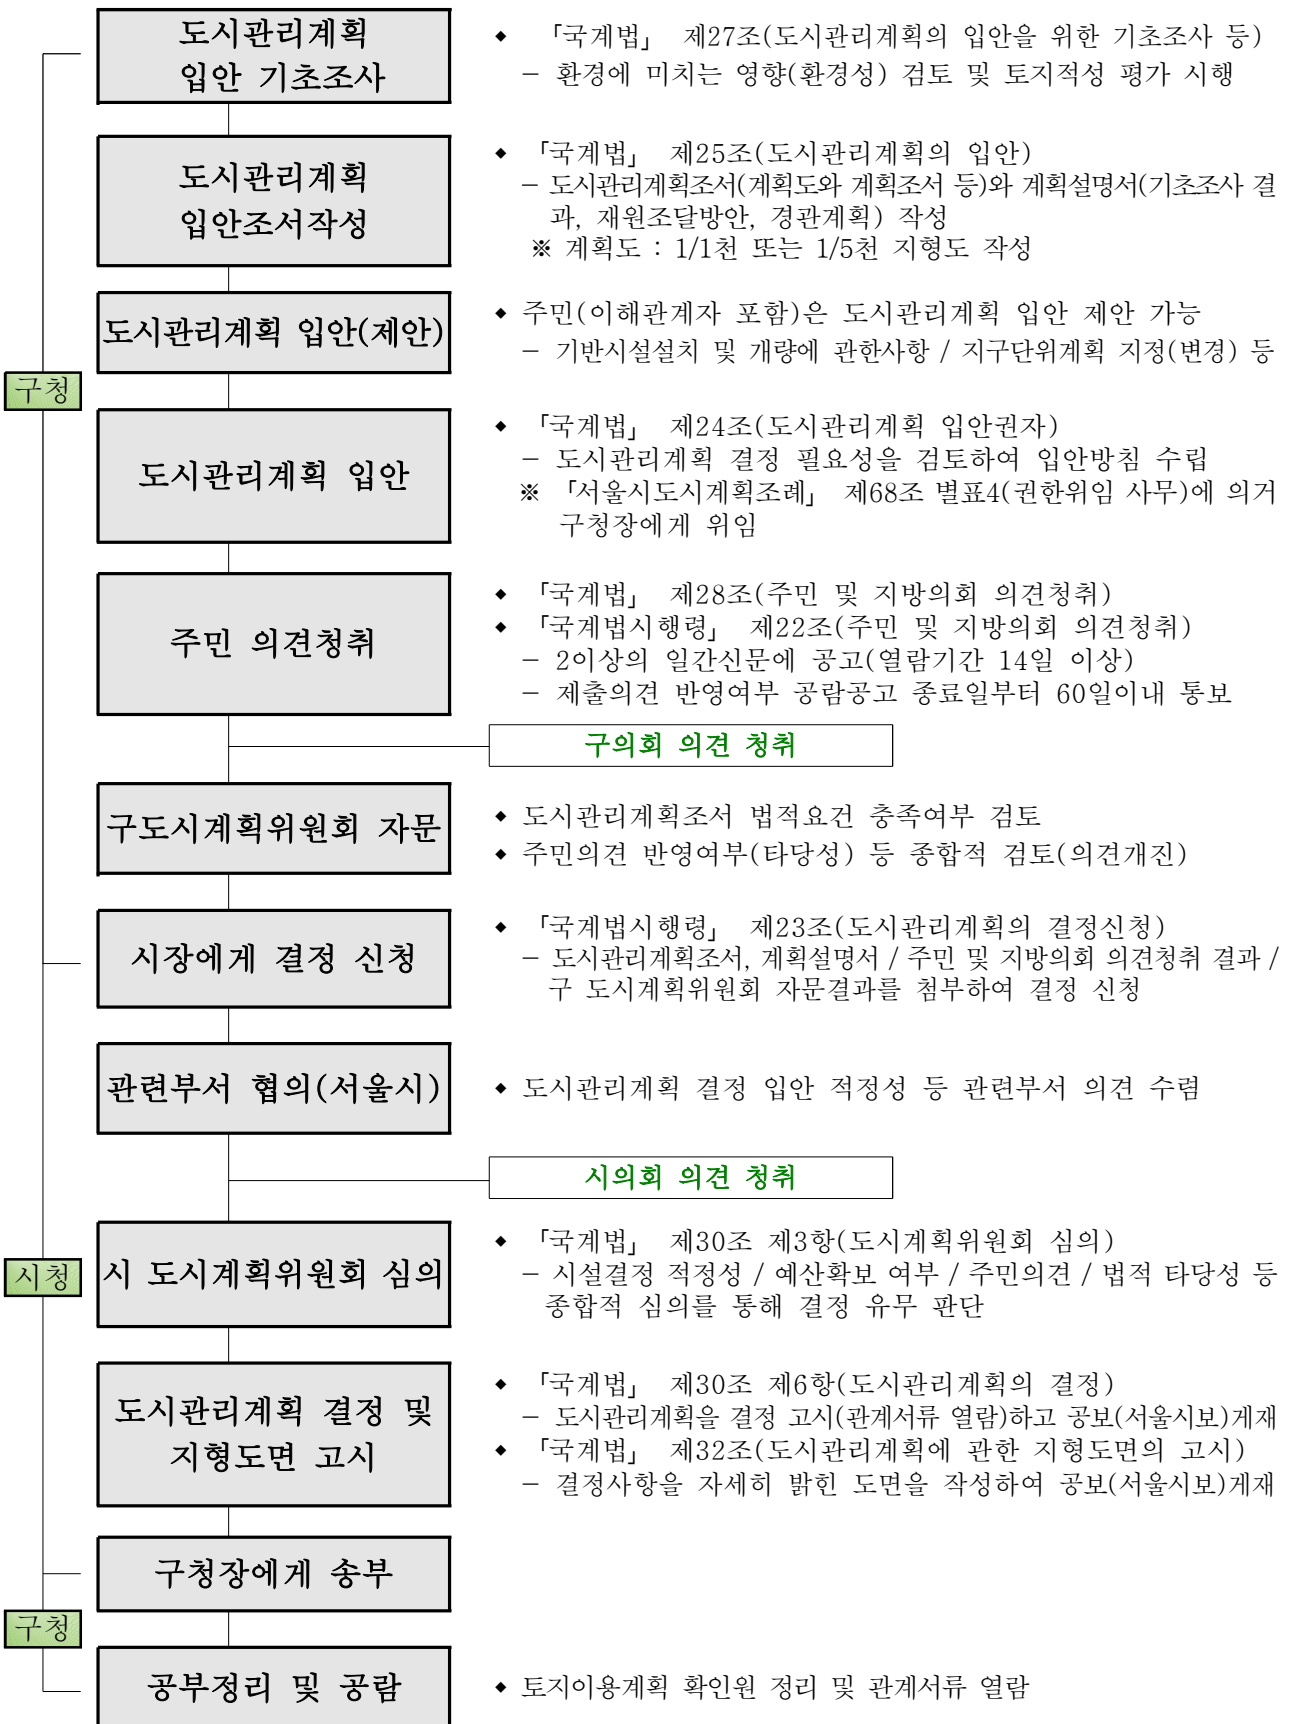 도시관리계획
입안 기초조사
◆ 「국계법」 제27조(도시관리계획의 입안을 위한 기초조사 등)
– 환경에 미치는 영향(환경성) 검토 및 토지적성 평가 시행
도시관리계획
입안조서작성
◆ 「국계법」 제25조(도시관리계획의 입안)
– 도시관리계획조서(계획도와 계획조서 등)와 계획설명서(기초조사 결
과, 재원조달방안, 경관계획) 작성
※ 계획도 : 1/1천 또는 1/5천 지형도 작성
도시관리계획 입안(제안)
◆ 주민(이해관계자 포함)은 도시관리계획 입안 제안 가능
– 기반시설설치 및 개량에 관한사항 / 지구단위계획 지정(변경) 등
구청
도시관리계획 입안
◆ 「국계법」 제24조(도시관리계획 입안권자)
– 도시관리계획 결정 필요성을 검토하여 입안방침 수립
※ 「서울시도시계획조례」 제68조 별표4(권한위임 사무)에 의거
구청장에게 위임
주민 의견청취
◆ 「국계법」 제28조(주민 및 지방의회 의견청취)
◆ 「국계법시행령」 제22조(주민 및 지방의회 의견청취)
– 2이상의 일간신문에 공고(열람기간 14일 이상)
– 제출의견 반영여부 공람공고 종료일부터 60일이내 통보
구의회 의견 청취
구도시계획위원회 자문
◆ 도시관리계획조서 법적요건 충족여부 검토
◆ 주민의견 반영여부(타당성) 등 종합적 검토(의견개진)
시장에게 결정 신청
◆ 「국계법시행령」 제23조(도시관리계획의 결정신청)
– 도시관리계획조서, 계획설명서 / 주민 및 지방의회 의견청취 결과 /
구 도시계획위원회 자문결과를 첨부하여 결정 신청
관련부서 협의(서울시)
◆ 도시관리계획 결정 입안 적정성 등 관련부서 의견 수렴
시의회 의견 청취
시청
시 도시계획위원회 심의
◆ 「국계법」 제30조 제3항(도시계획위원회 심의)
– 시설결정 적정성 / 예산확보 여부 / 주민의견 / 법적 타당성 등
종합적 심의를 통해 결정 유무 판단
도시관리계획 결정 및
지형도면 고시
◆ 「국계법」 제30조 제6항(도시관리계획의 결정)
– 도시관리계획을 결정 고시(관계서류 열람)하고 공보(서울시보)게재
◆ 「국계법」 제32조(도시관리계획에 관한 지형도면의 고시)
– 결정사항을 자세히 밝힌 도면을 작성하여 공보(서울시보)게재
구청장에게 송부
구청
공부정리 및 공람
◆ 토지이용계획 확인원 정리 및 관계서류 열람